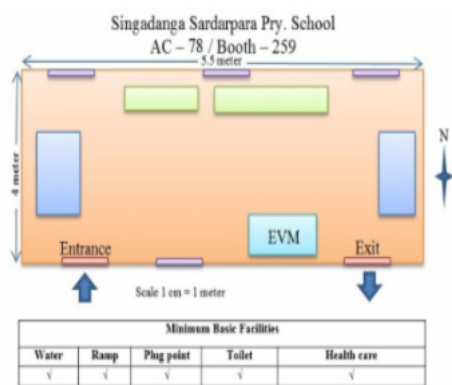 Singadanga Sardarpara Pry. School
AC – 78 / Booth – 259
5.5 meter
4 meter
N
EVM
Entrance
Exit
Scale 1 cm = 1 meter
Minimum Basic Facilities
Water Ramp Plug point Toilet Health care
√ √ √ √ √